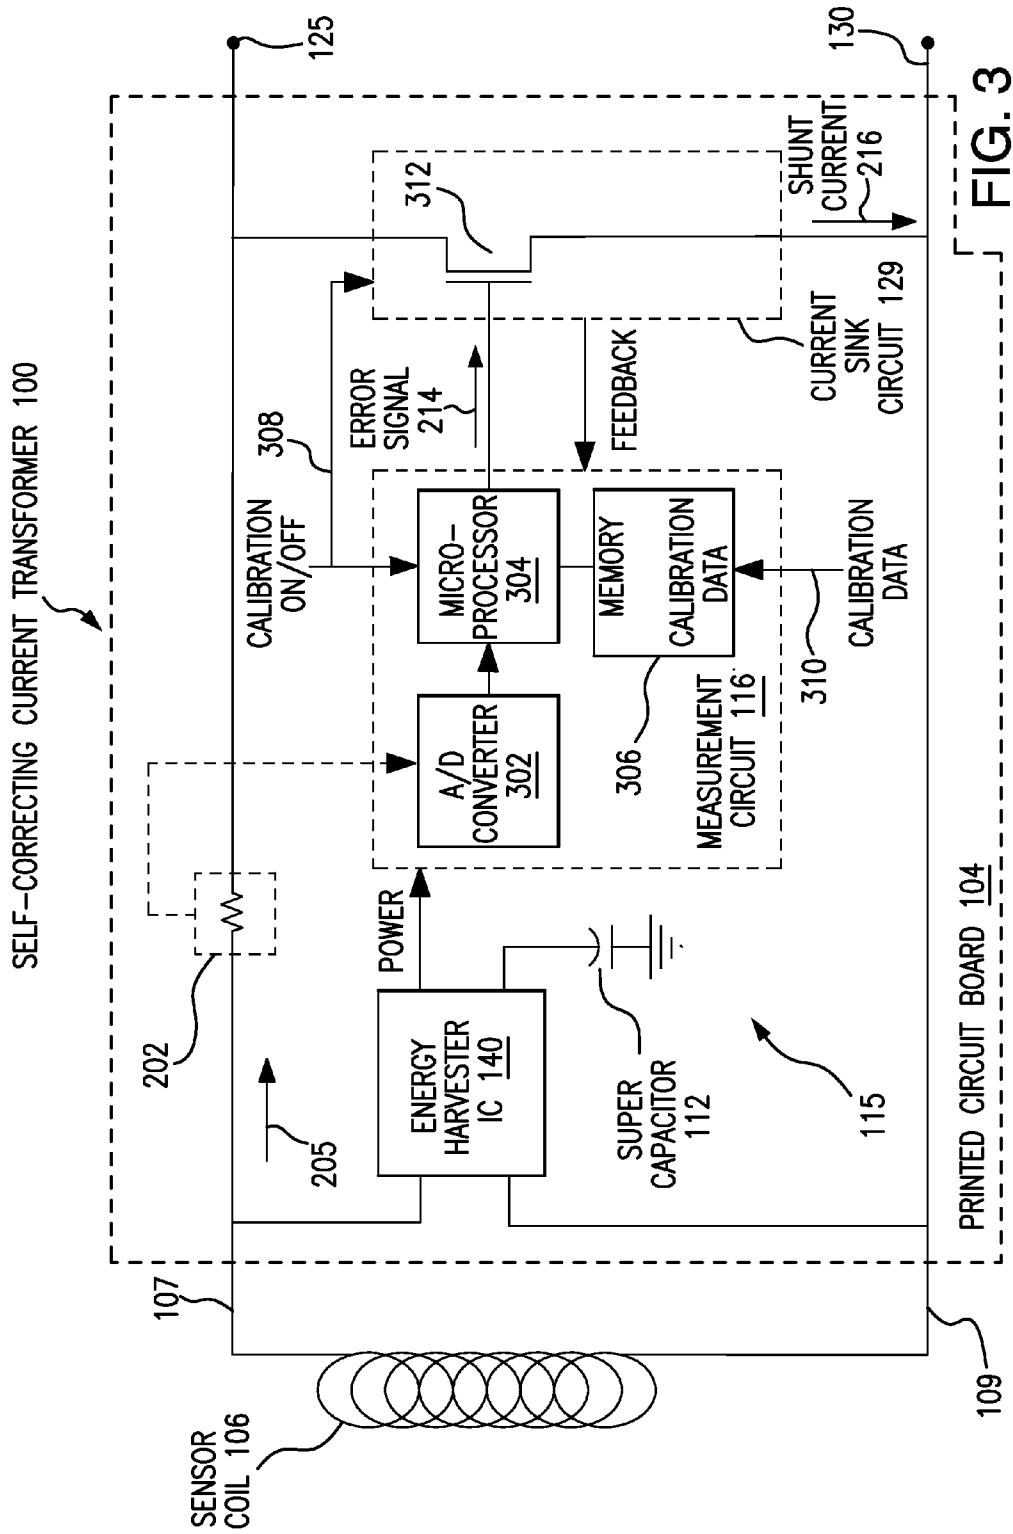 SELF-CORRECTING CURRENT TRANSFORMER 100
SENSOR
COIL 106
107
109
205
202
125
130
ENERGY
HARVESTER
IC 140
POWER
SUPER
CAPACITOR
112
115
A/D
CONVERTER
302
MICRO-
PROCESSOR
304
MEMORY
CALIBRATION
DATA
306
MEASUREMENT
CIRCUIT 116
CALIBRATION
ON/OFF
308
310
CALIBRATION
DATA
ERROR
SIGNAL
214
FEEDBACK
312
CURRENT
SINK
CIRCUIT 129
SHUNT
CURRENT
216
PRINTED CIRCUIT BOARD 104
FIG. 3